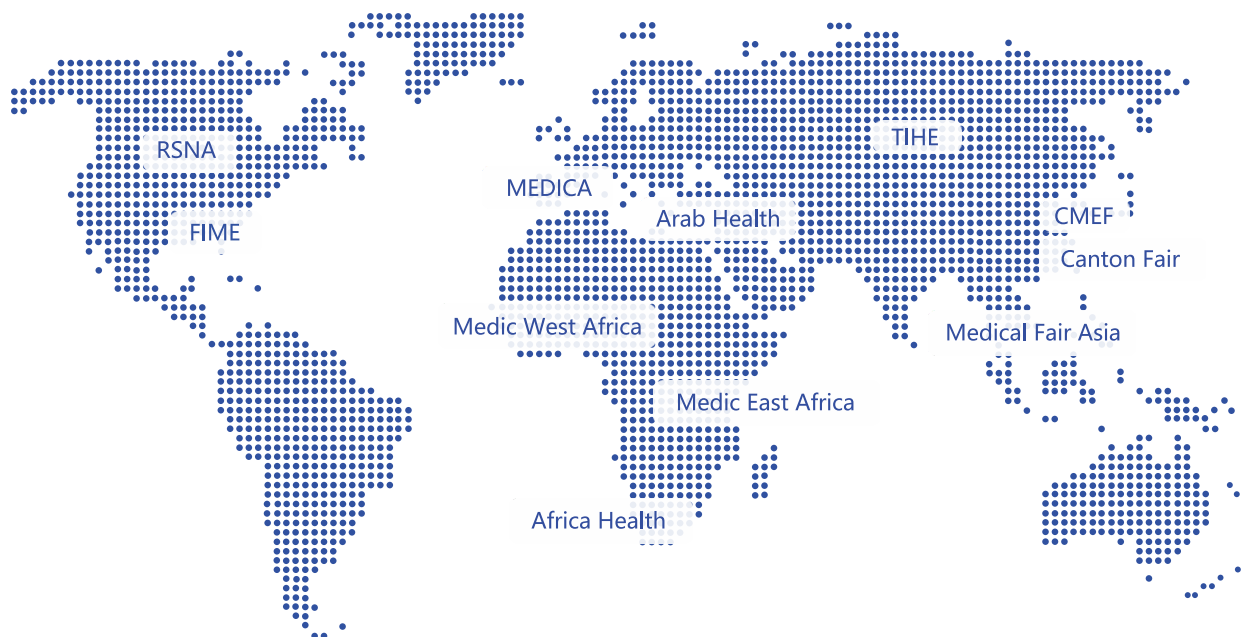 TIHE
RSNA
MEDICA
Arab Health
CMEF
FIME
Canton Fair
Medic West Africa
Medical Fair Asia
Medic East Africa
Africa Health